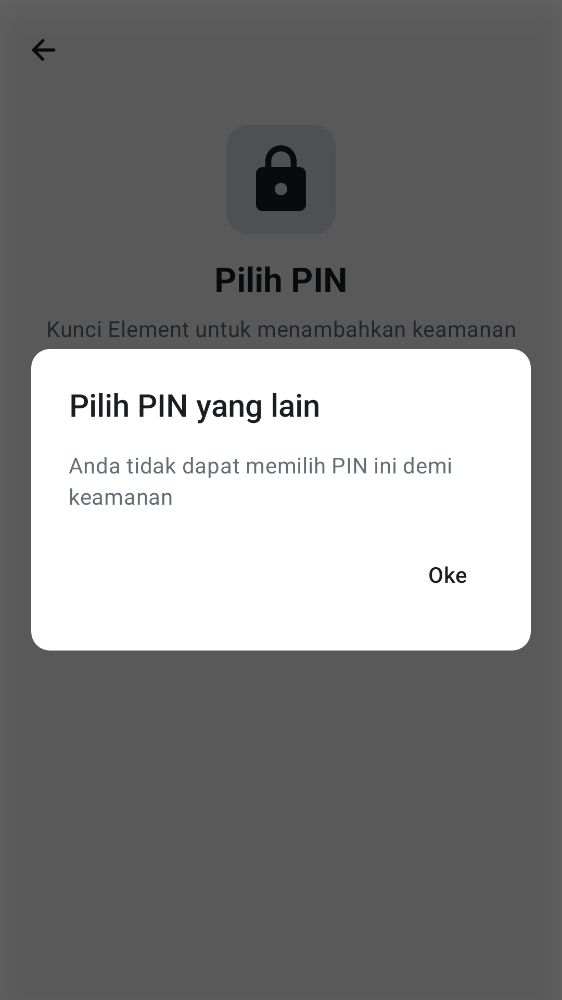 Pilih PIN
Kunci Element untuk menambahkan keamanan
Pilih PIN yang lain
Anda tidak dapat memilih PIN ini demi
keamanan
Oke